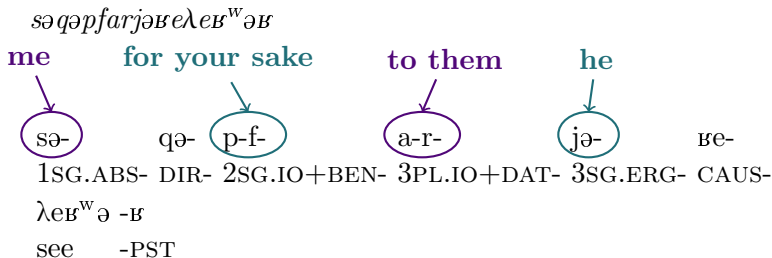 səqəpfarjəʁeλeʁʷəʁ
me for your sake to them he
sə- qə- p-f- a-r- jə- ʁe-
1SG.ABS- DIR- 2SG.IO+BEN- 3PL.IO+DAT- 3SG.ERG- CAUS-
λeʁʷə -ʁ
see -PST